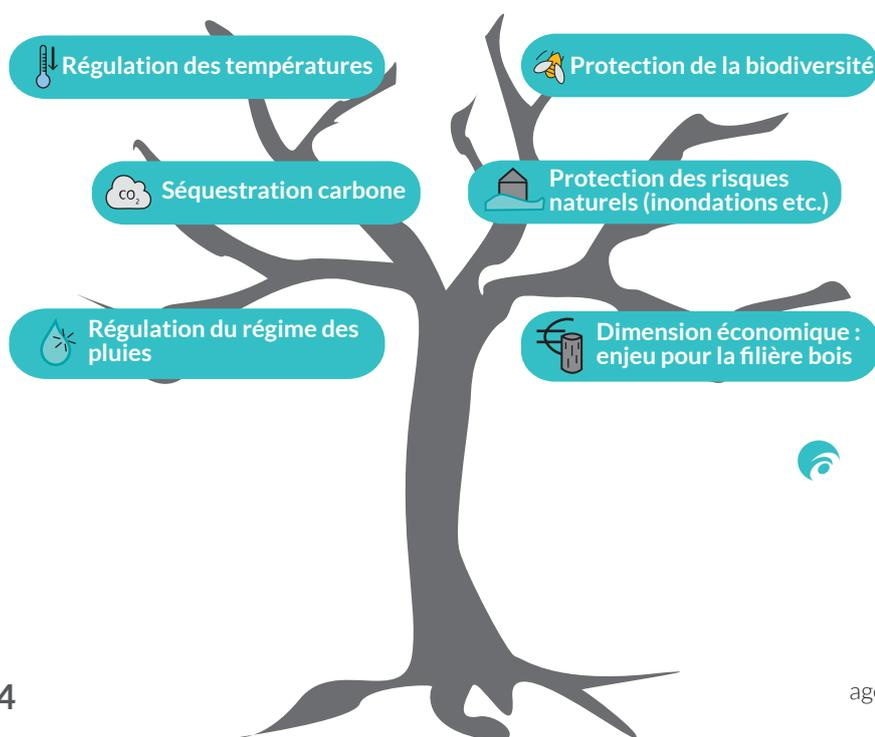 Régulation des températures
Protection de la biodiversité
CO₂
Séquestration carbone
Protection des risques
naturels (inondations etc.)
Régulation du régime des
pluies
Dimension économique :
enjeu pour la filière bois
4